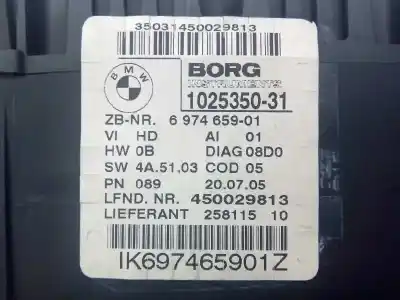 35031450029813
BMW
BORG
INSTRUMENTS
1025350-31
ZB-NR. 6 974 659-01
VI HD AI 01
HW 0B DIAG 08D0
SW 4A.51,03 COD 05
PN 089 20.07.05
LFND. NR. 450029813
LIEFERANT 258115 10
IK697465901Z